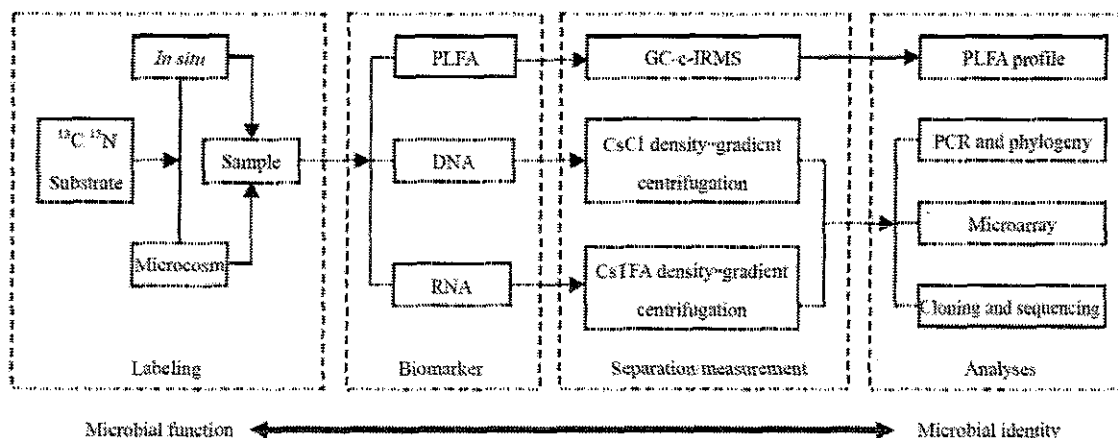 In situ
¹³C ¹⁵N
Substrate
Sample
Microcosm
Labeling
PLFA
DNA
RNA
Biomarker
GC-c-IRMS
CsCl density-gradient
centrifugation
CsTFA density-gradient
centrifugation
Separation measurement
PLFA profile
PCR and phylogeny
Microarray
Cloning and sequencing
Analyses
Microbial function
Microbial identity